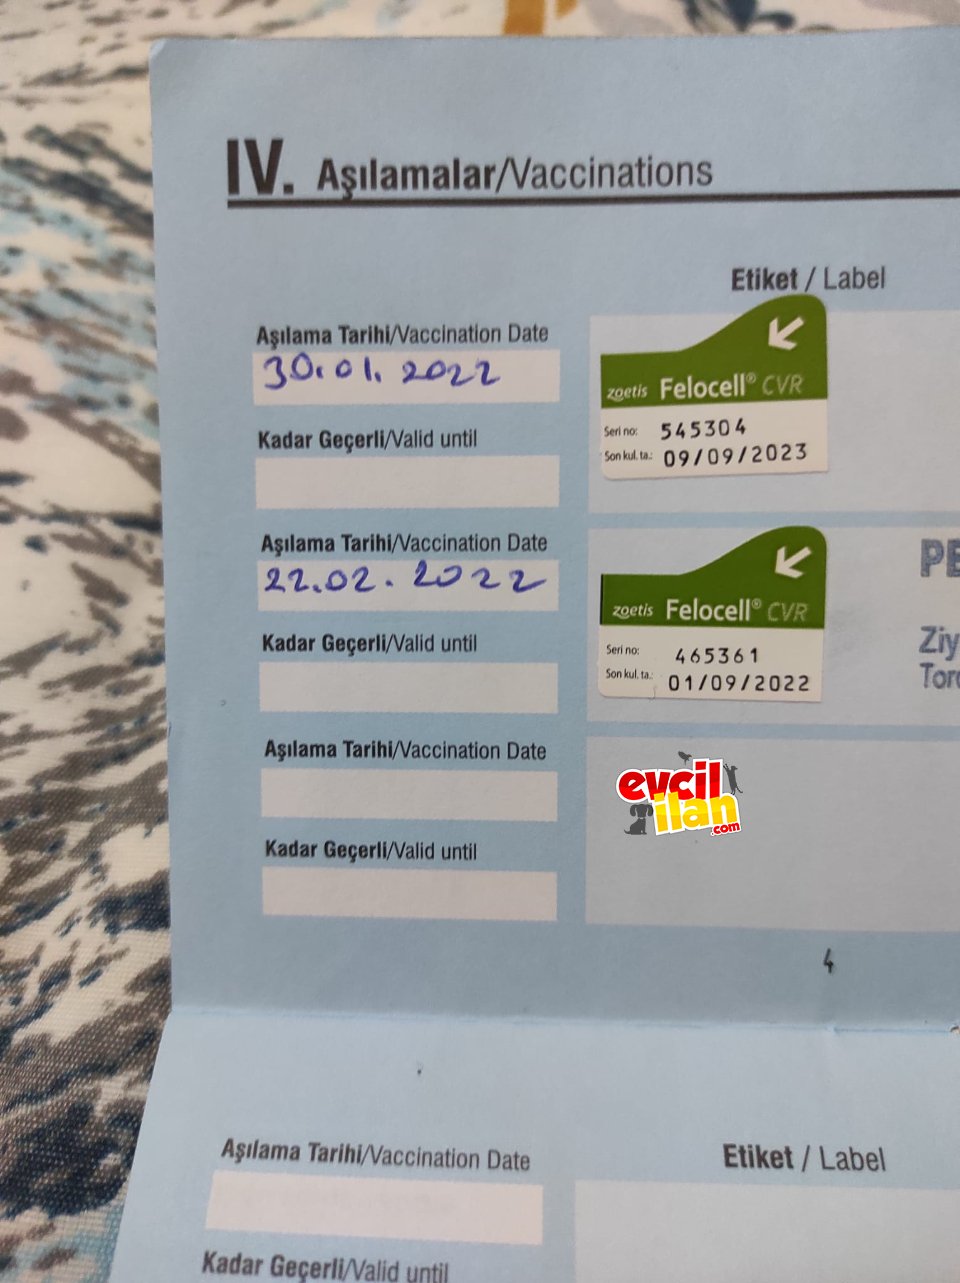 IV. Aşılamalar/Vaccinations
Etiket / Label
Aşılama Tarihi/Vaccination Date
30.01.2022
Kadar Geçerli/Valid until
zoetis Felocell® CVR
Seri no: 545304
Son kul. ta.: 09/09/2023
Aşılama Tarihi/Vaccination Date
22.02.2022
Kadar Geçerli/Valid until
zoetis Felocell® CVR
Seri no: 465361
Son kul. ta.: 01/09/2022
PE
Ziy
Aşılama Tarihi/Vaccination Date
Kadar Geçerli/Valid until
evcil
ilan
.com
4
Aşılama Tarihi/Vaccination Date
Etiket / Label
Kadar Geçerli/Valid until